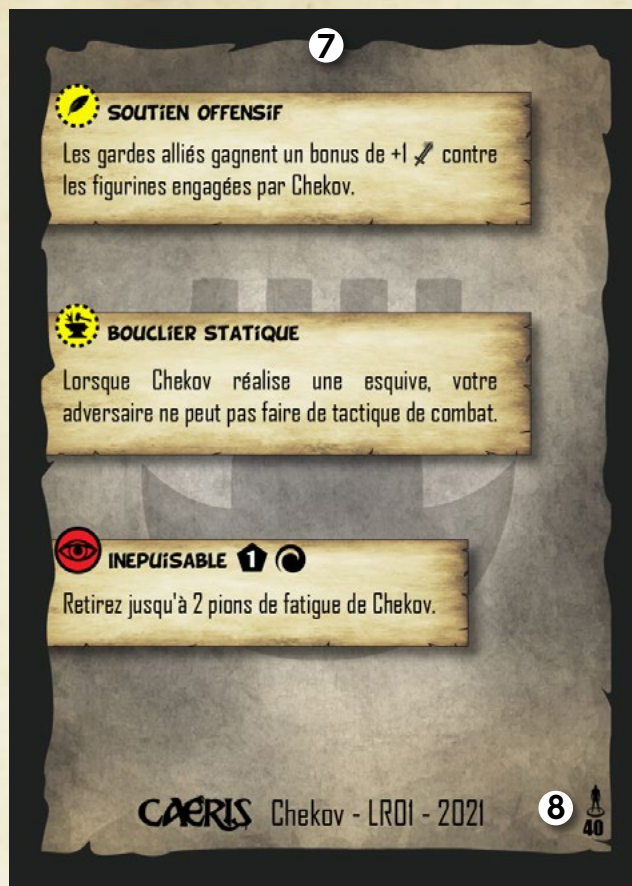 7
SOUTIEN OFFENSIF
Les gardes alliés gagnent un bonus de +1 contre
les figurines engagées par Chekov.
BOUCLIER STATIQUE
Lorsque Chekov réalise une esquive, votre
adversaire ne peut pas faire de tactique de combat.
INEPUISABLE 1
Retirez jusqu'à 2 pions de fatigue de Chekov.
CAERIS Chekov - LR01 - 2021
8
40